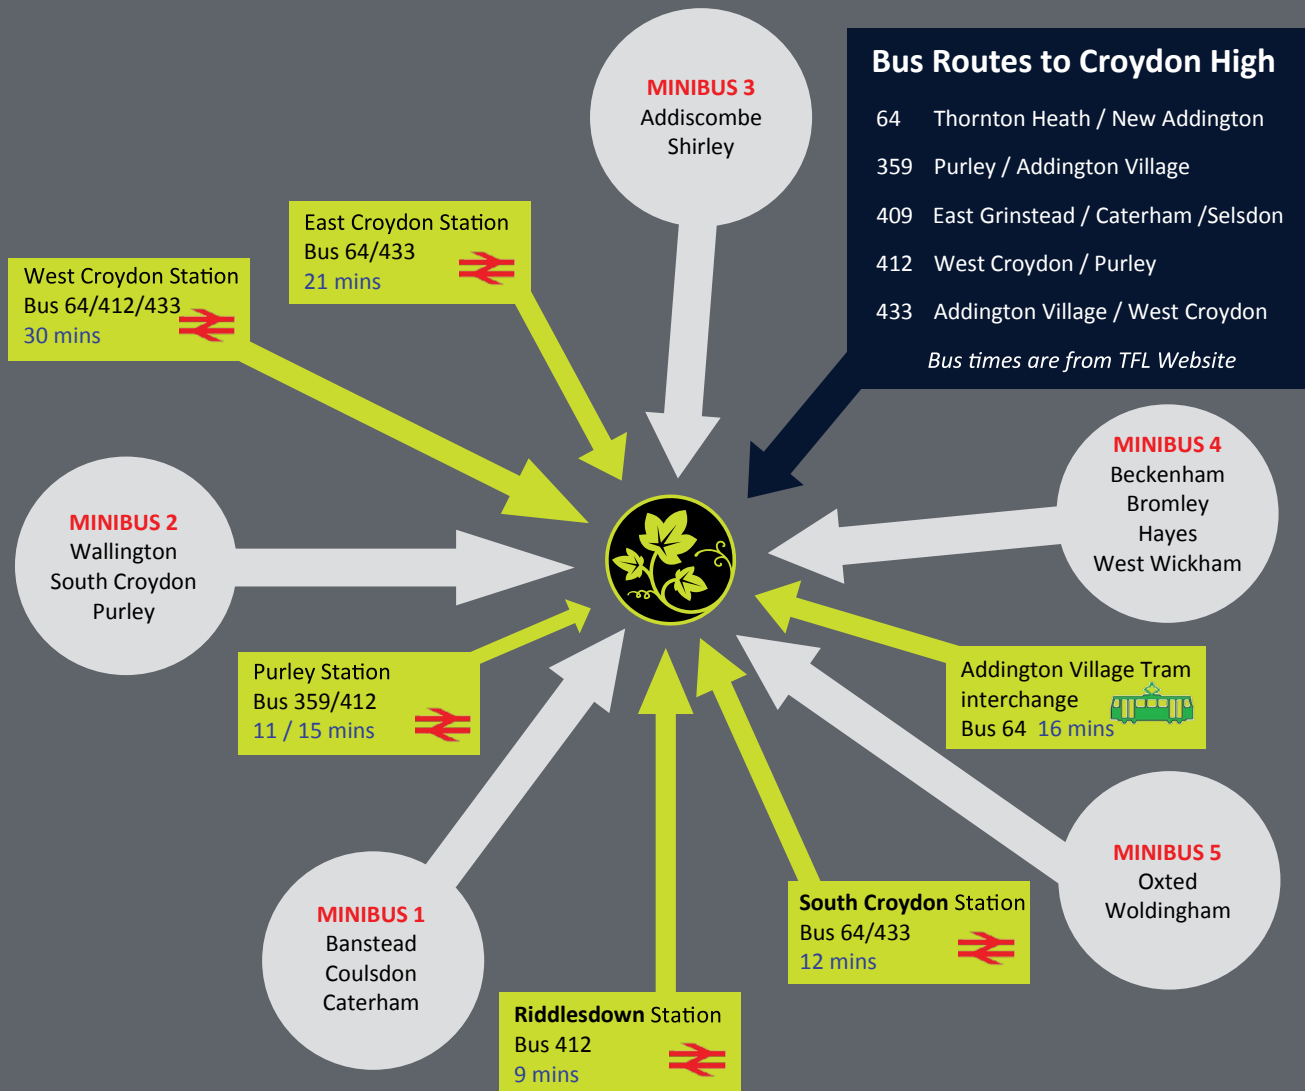 MINIBUS 3
Addiscombe
Shirley
Bus Routes to Croydon High
64 Thornton Heath / New Addington
359 Purley / Addington Village
409 East Grinstead / Caterham /Selsdon
412 West Croydon / Purley
433 Addington Village / West Croydon
Bus times are from TFL Website
East Croydon Station
Bus 64/433
21 mins
West Croydon Station
Bus 64/412/433
30 mins
MINIBUS 4
Beckenham
Bromley
Hayes
West Wickham
MINIBUS 2
Wallington
South Croydon
Purley
Purley Station
Bus 359/412
11 / 15 mins
Addington Village Tram
interchange
Bus 64 16 mins
MINIBUS 5
Oxted
Woldingham
MINIBUS 1
Banstead
Coulsdon
Caterham
South Croydon Station
Bus 64/433
12 mins
Riddlesdown Station
Bus 412
9 mins